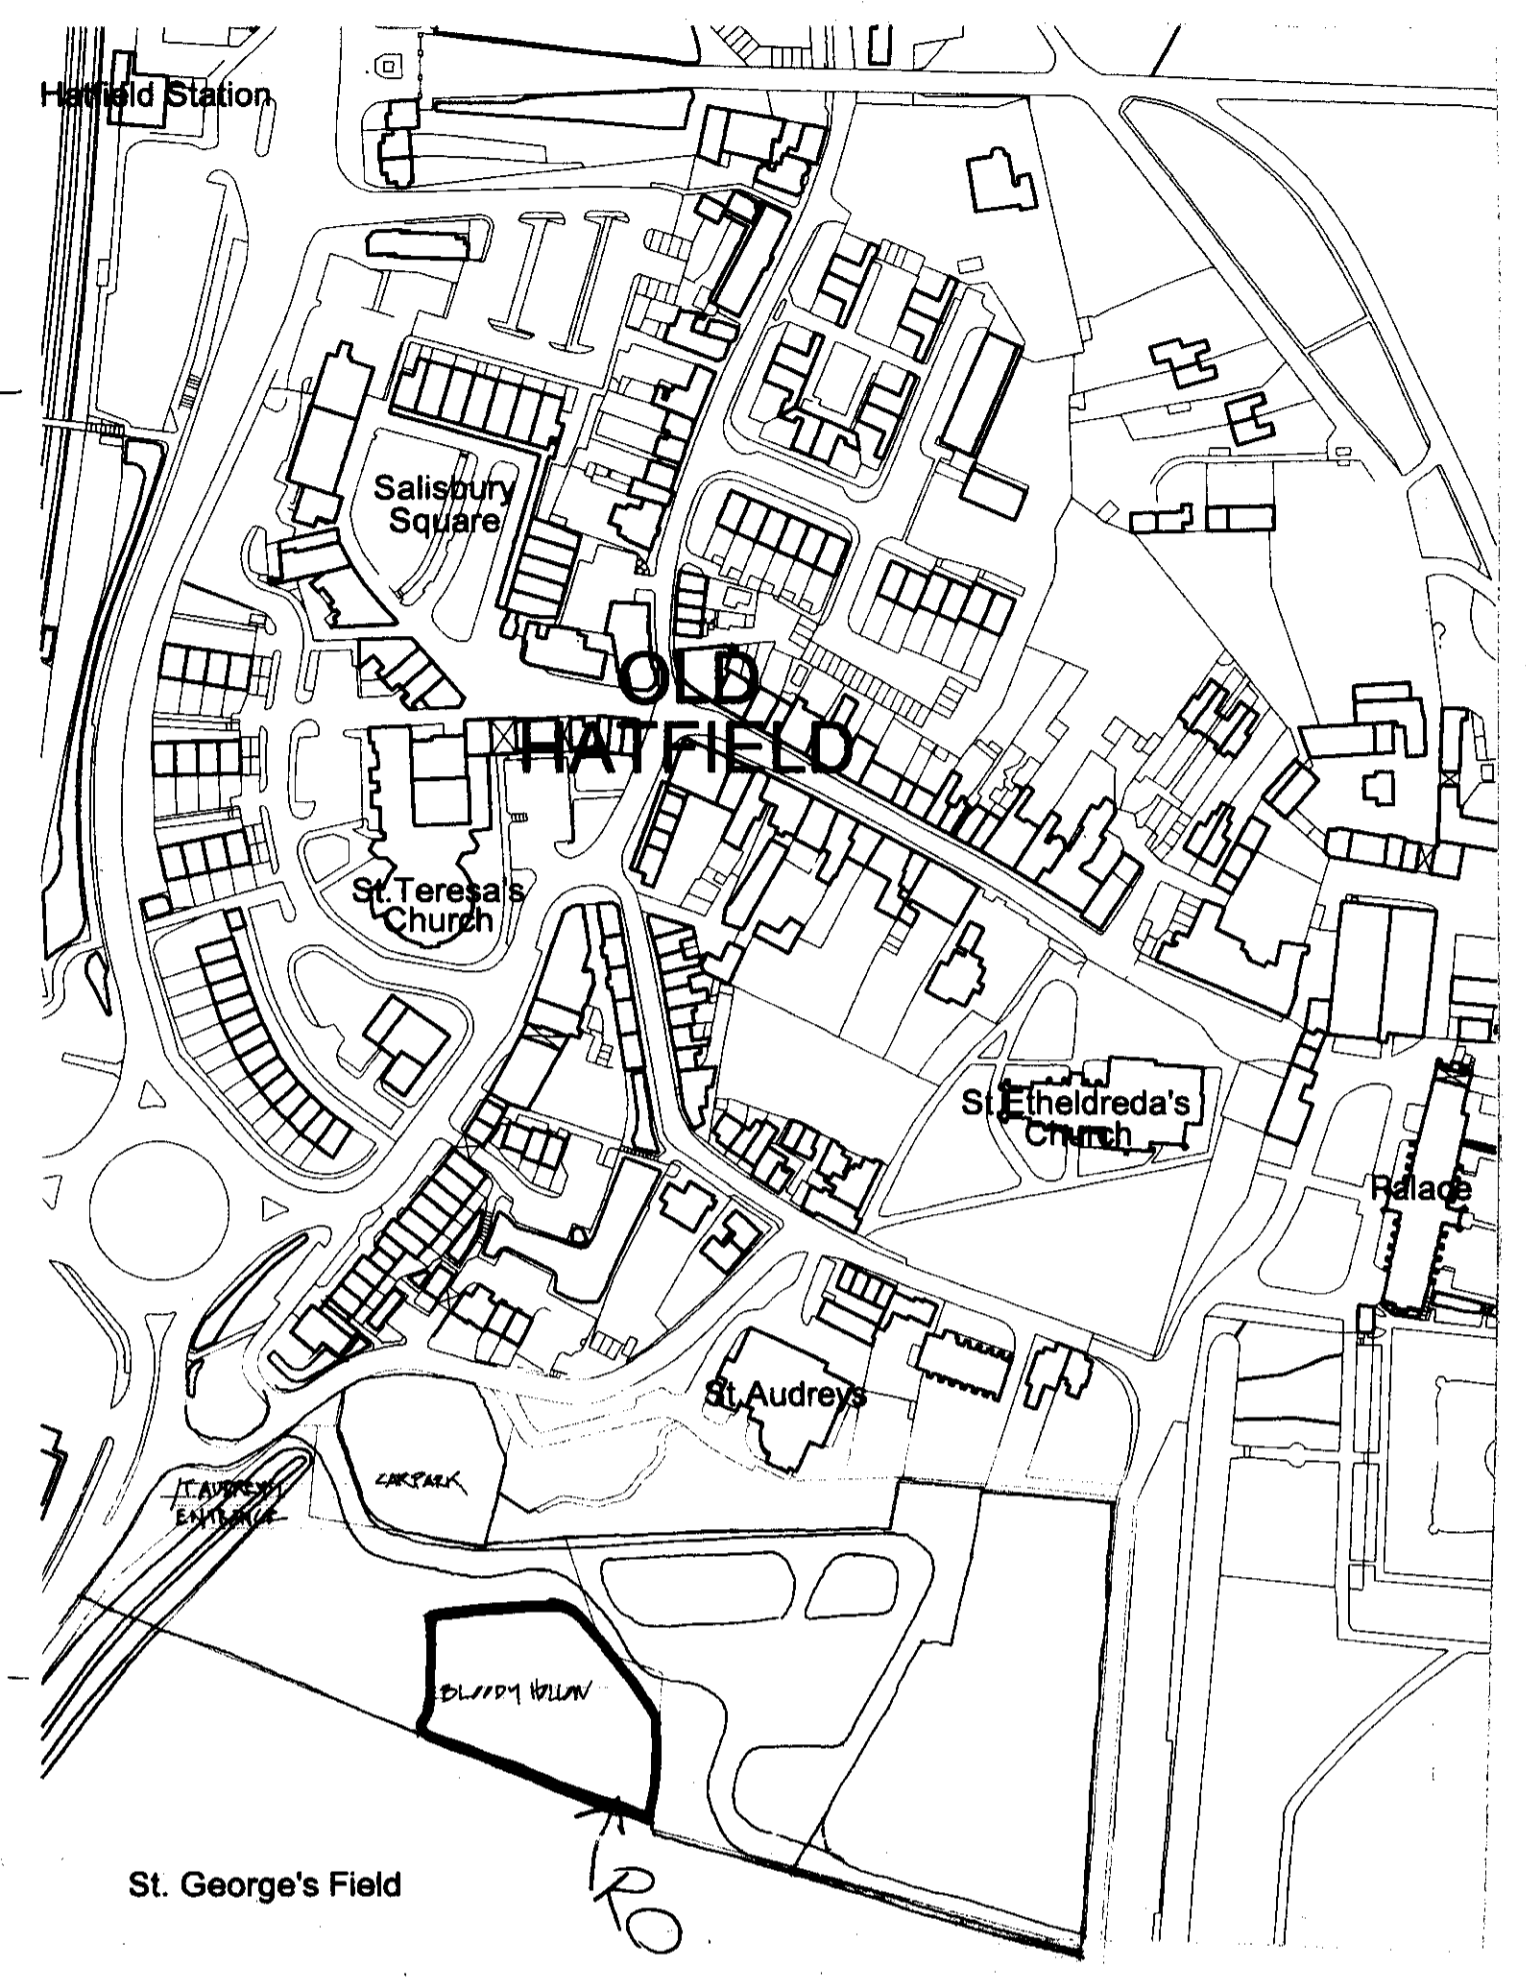 Hatfield Station
Salisbury
Square
OLD
HATFIELD
St.Teresa's
Church
St.Etheldreda's
Church
Palace
St.Audreys
CARPARK
ST AUDREYS
ENTRANCE
BLOODY HOLLOW
St. George's Field
RO